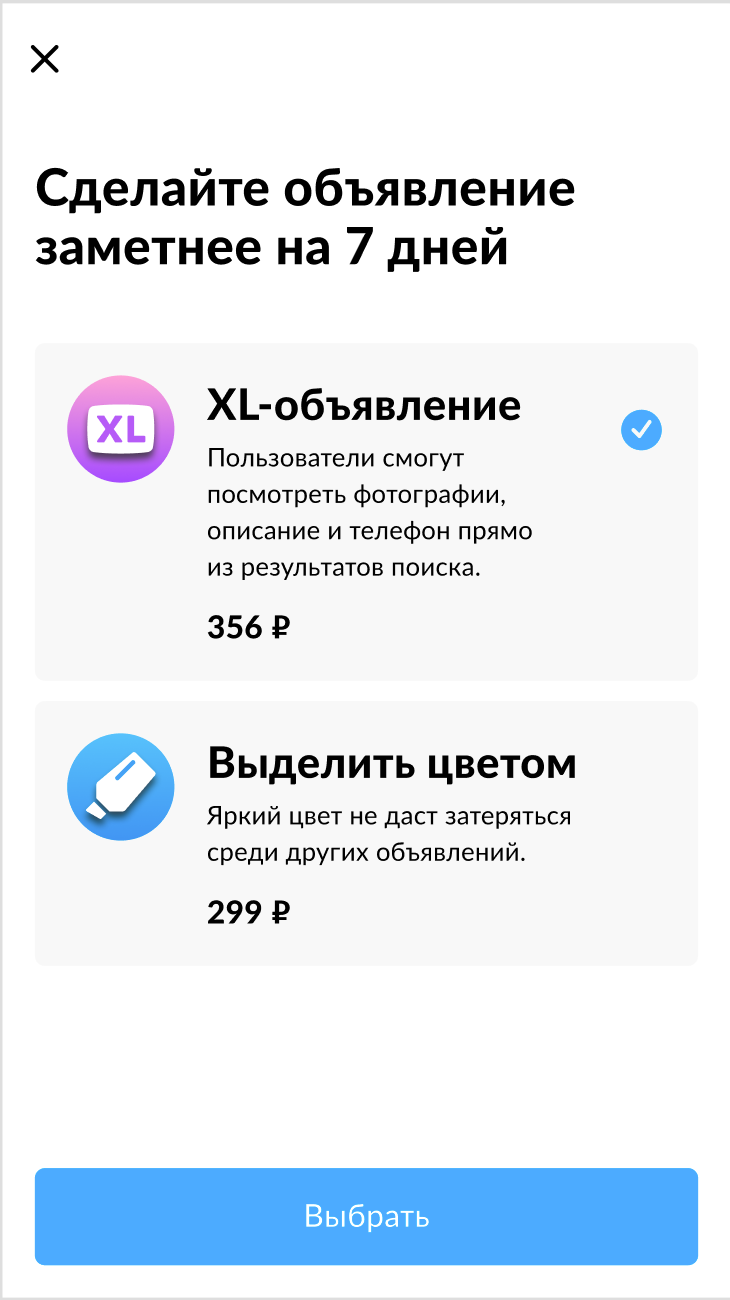 Сделайте объявление
заметнее на 7 дней
XL
XL-объявление
Пользователи смогут
посмотреть фотографии,
описание и телефон прямо
из результатов поиска.
356 ₽
Выделить цветом
Яркий цвет не даст затеряться
среди других объявлений.
299 ₽
Выбрать